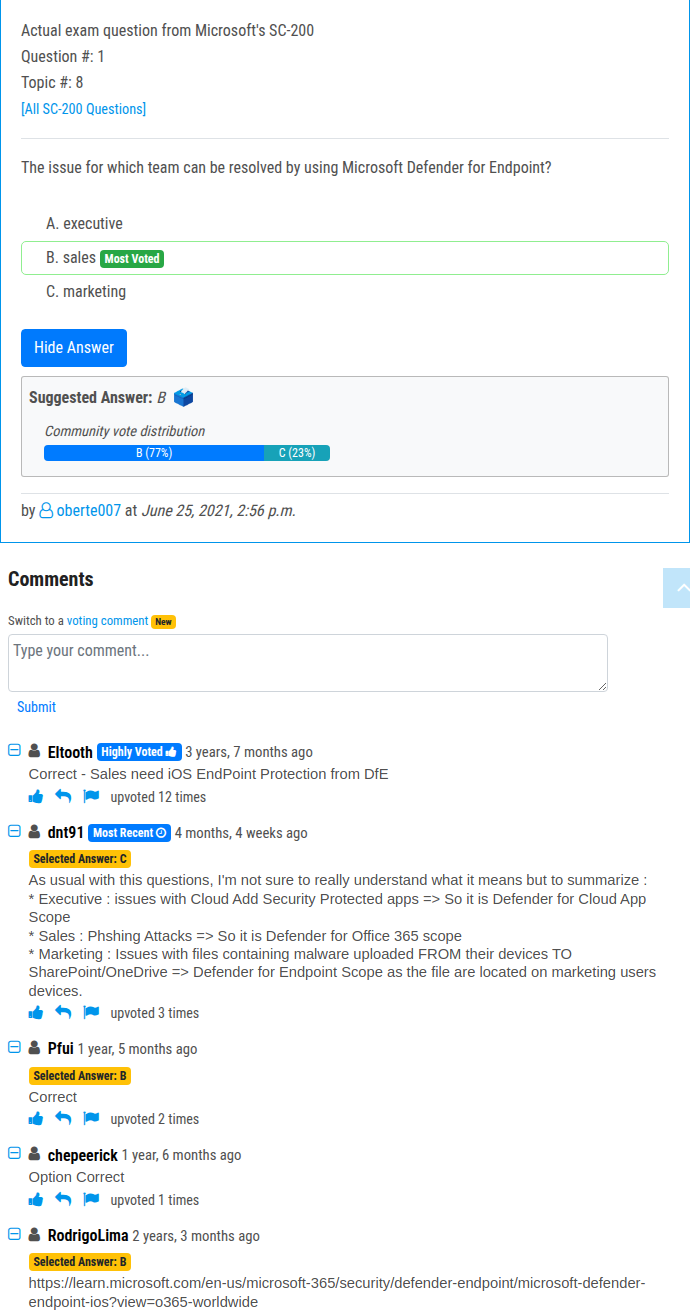 Actual exam question from Microsoft's SC-200
Question #: 1
Topic #: 8
[All SC-200 Questions]
The issue for which team can be resolved by using Microsoft Defender for Endpoint?
A. executive
B. sales Most Voted
C. marketing
Hide Answer
Suggested Answer: B
Community vote distribution
B (77%) C (23%)
by oberte007 at June 25, 2021, 2:56 p.m.
Comments
Switch to a voting comment New
Type your comment...
Submit
Eltooth Highly Voted 3 years, 7 months ago
Correct - Sales need iOS EndPoint Protection from DfE
upvoted 12 times
dnt91 Most Recent 4 months, 4 weeks ago
Selected Answer: C
As usual with this questions, I'm not sure to really understand what it means but to summarize :
* Executive : issues with Cloud Add Security Protected apps => So it is Defender for Cloud App
Scope
* Sales : Phshing Attacks => So it is Defender for Office 365 scope
* Marketing : Issues with files containing malware uploaded FROM their devices TO
SharePoint/OneDrive => Defender for Endpoint Scope as the file are located on marketing users
devices.
upvoted 3 times
Pfui 1 year, 5 months ago
Selected Answer: B
Correct
upvoted 2 times
chepeerick 1 year, 6 months ago
Option Correct
upvoted 1 times
RodrigoLima 2 years, 3 months ago
Selected Answer: B
https://learn.microsoft.com/en-us/microsoft-365/security/defender-endpoint/microsoft-defender-
endpoint-ios?view=o365-worldwide